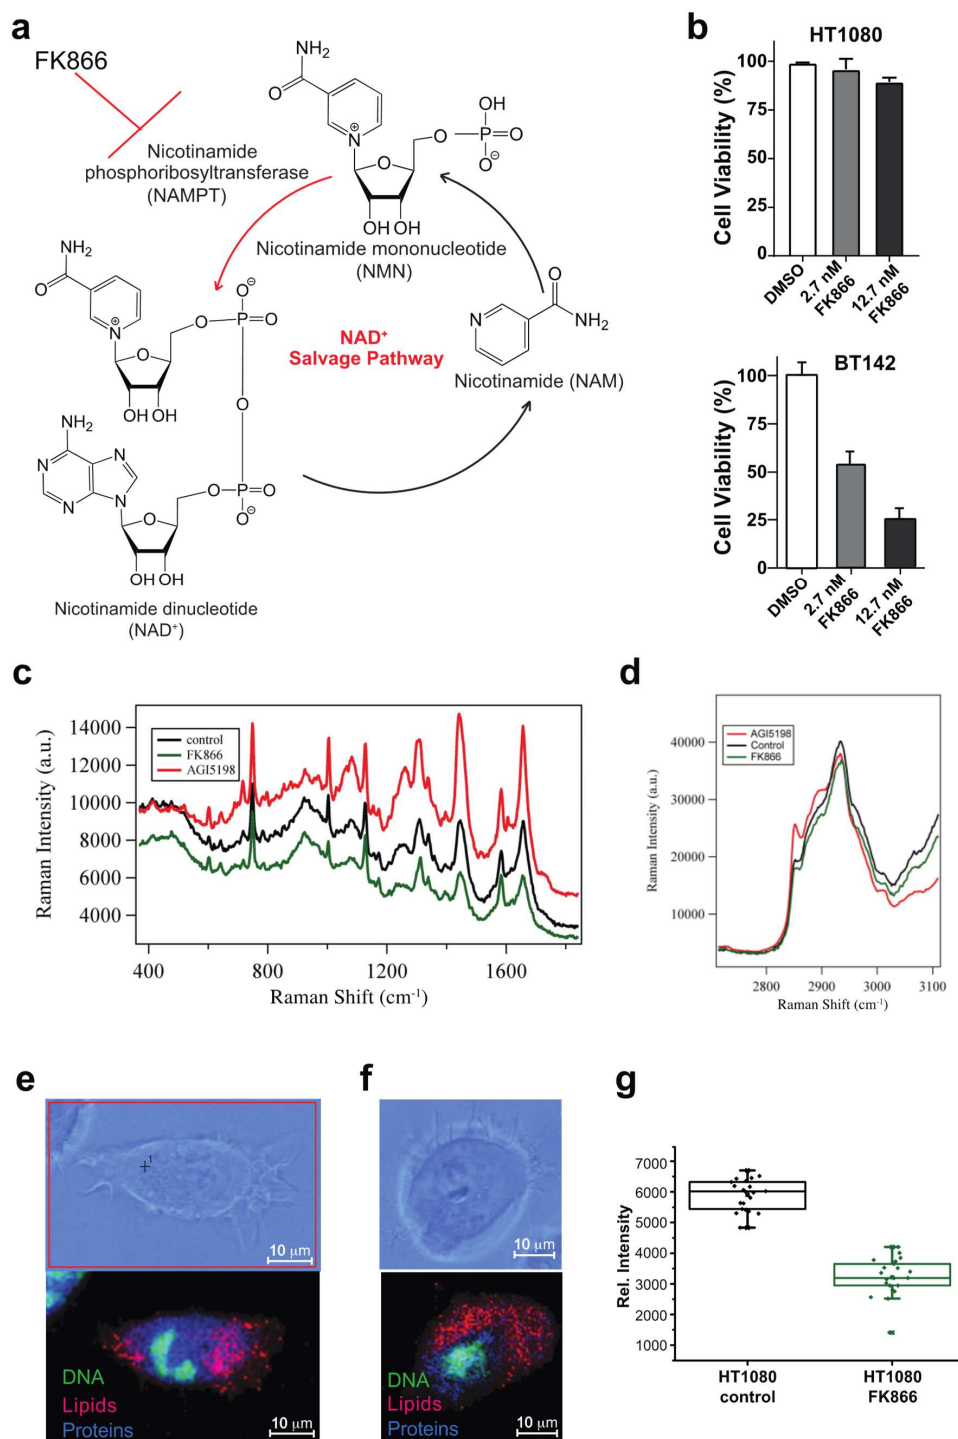 a
FK866
Nicotinamide
phosphoribosyltransferase
(NAMPT)
NH2
O
N
+
O
O
P
OH
O
O
⊖
OH OH
Nicotinamide mononucleotide
(NMN)
NH2
O
N
+
O
O
P
O
O
⊖
OH OH
O
NH2
N
N
N
N
O
O
P
O
O
⊖
OH OH
Nicotinamide dinucleotide
(NAD+)
NAD+
Salvage Pathway
O
N
NH2
Nicotinamide (NAM)
b
HT1080
Cell Viability (%)
100
75
50
25
0
DMSO
2.7 nM
FK866
12.7 nM
FK866
BT142
Cell Viability (%)
100
75
50
25
0
DMSO
2.7 nM
FK866
12.7 nM
FK866
c
Raman Intensity (a.u.)
14000
12000
10000
8000
6000
4000
control
FK866
AGI5198
400 800 1200 1600
Raman Shift (cm-1)
d
Raman Intensity (a.u.)
40000
30000
20000
10000
AGI5198
Control
FK866
2800 2900 3000 3100
Raman Shift (cm-1)
e
1
10 µm
DNA
Lipids
Proteins
10 µm
f
10 µm
DNA
Lipids
Proteins
10 µm
g
Rel. Intensity
7000
6000
5000
4000
3000
2000
1000
HT1080
control
HT1080
FK866